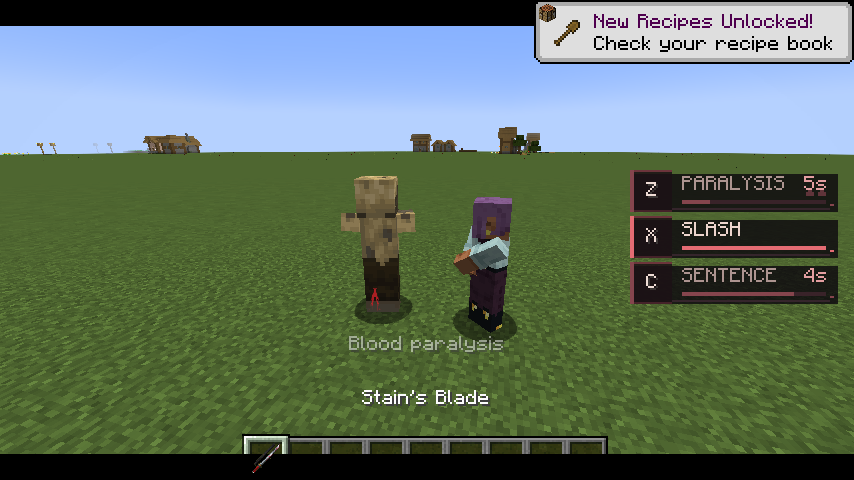 New Recipes Unlocked!
Check your recipe book
Z PARALYSIS 5s
X SLASH
C SENTENCE 4s
Blood paralysis
Stain's Blade